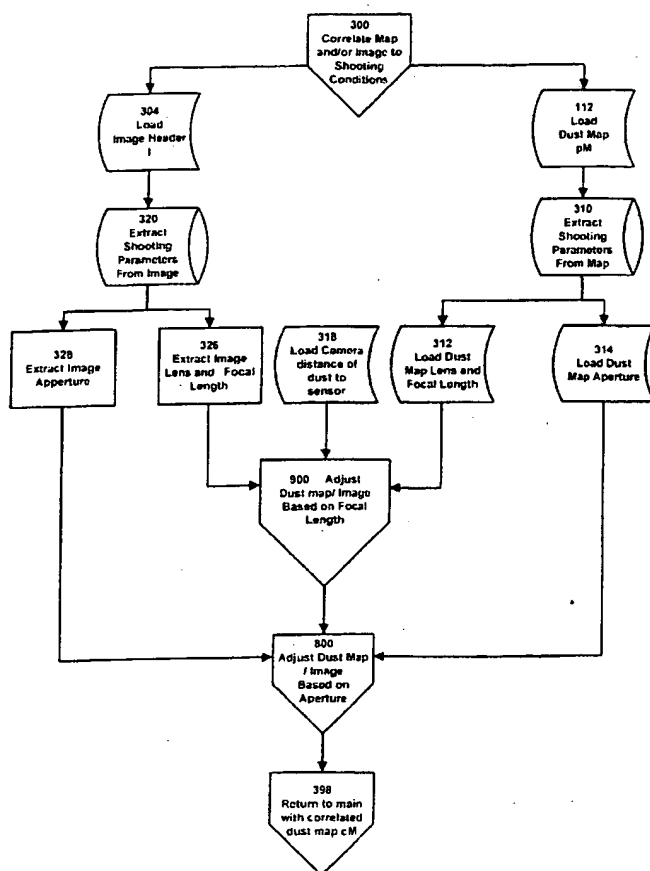 300
Correlate Map
and/or Image to
Shooting
Conditions
304
Load
Image Header
I
112
Load
Dust Map
pM
320
Extract
Shooting
Parameters
From Image
310
Extract
Shooting
Parameters
From Map
328
Extract Image
Apperture
326
Extract Image
Lens and Focal
Length
318
Load Camera
distance of
dust to
sensor
312
Load Dust
Map Lens and
Focal Length
314
Load Dust
Map Aperture
900 Adjust
Dust map/ Image
Based on Focal
Length
800
Adjust Dust Map
/ Image
Based on
Aperture
398
Return to main
with correlated
dust map cM